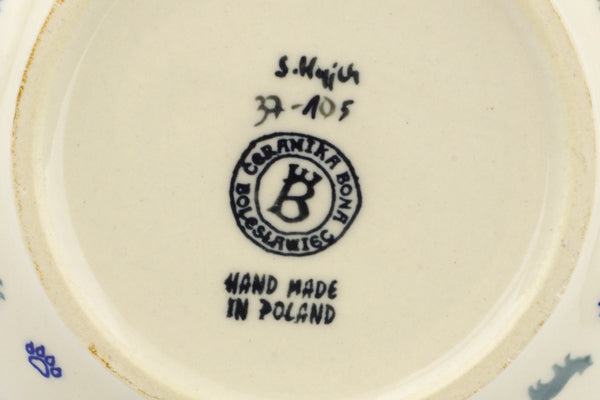 37-105
CERAMIKA BONA
B
BOLESŁAWIEC
HAND MADE
IN POLAND